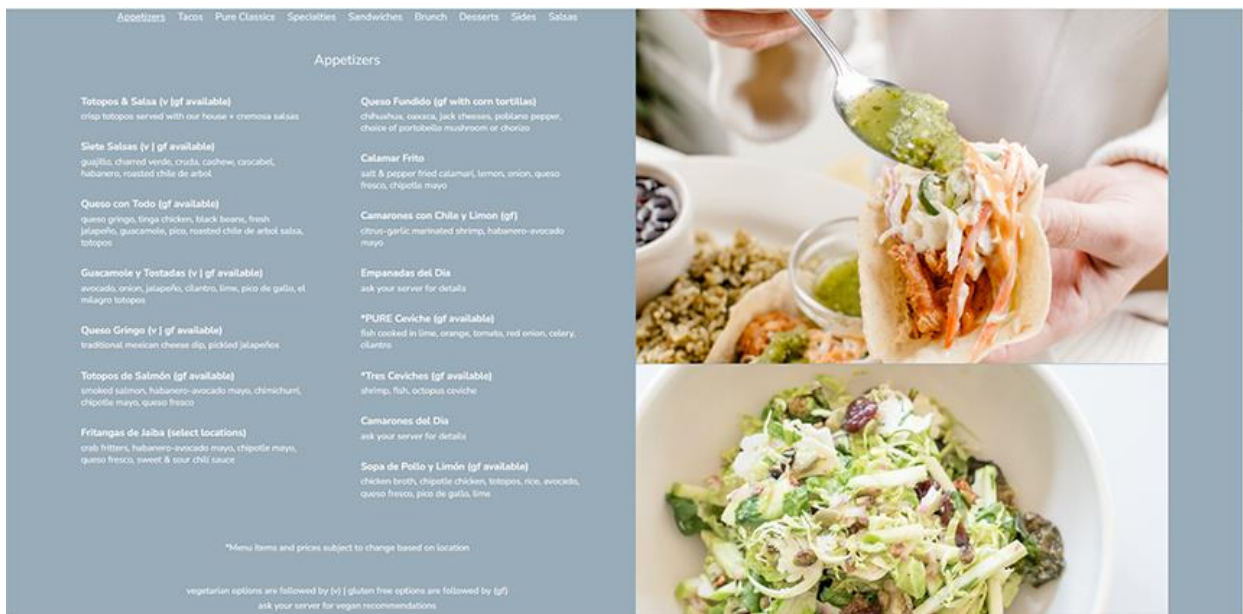 Appetizers Tacos Pure Classics Specialties Sandwiches Brunch Desserts Sides Salsas
Appetizers
Totopos & Salsa (v |gf available)
crisp totopos served with our house + cremosa salsas
Siete Salsas (v | gf available)
guajillo, charred verde, cruda, cashew, cascabel,
habanero, roasted chile de arbol
Queso con Todo (gf available)
queso gringo, tinga chicken, black beans, fresh
jalapeño, guacamole, pico, roasted chile de arbol salsa,
totopos
Guacamole y Tostadas (v | gf available)
avocado, onion, jalapeño, cilantro, lime, pico de gallo, el
milagro totopos
Queso Gringo (v | gf available)
traditional mexican cheese dip, pickled jalapeños
Totopos de Salmón (gf available)
smoked salmon, habanero-avocado mayo, chimichurri,
chipotle mayo, queso fresco
Fritangas de Jaiba (select locations)
crab fritters, habanero-avocado mayo, chipotle mayo,
queso fresco, sweet & sour chili sauce
Queso Fundido (gf with corn tortillas)
chihuahua, oaxaca, jack cheeses, poblano pepper,
choice of portobello mushroom or chorizo
Calamar Frito
salt & pepper fried calamari, lemon, onion, queso
fresco, chipotle mayo
Camarones con Chile y Limon (gf)
citrus-garlic marinated shrimp, habanero-avocado
mayo
Empanadas del Dia
ask your server for details
*PURE Ceviche (gf available)
fish cooked in lime, orange, tomato, red onion, celery,
cilantro
*Tres Ceviches (gf available)
shrimp, fish, octopus ceviche
Camarones del Dia
ask your server for details
Sopa de Pollo y Limón (gf available)
chicken broth, chipotle chicken, totopos, rice, avocado,
queso fresco, pico de gallo, lime
*Menu items and prices subject to change based on location
vegetarian options are followed by (v) | gluten free options are followed by (gf)
ask your server for vegan recommendations